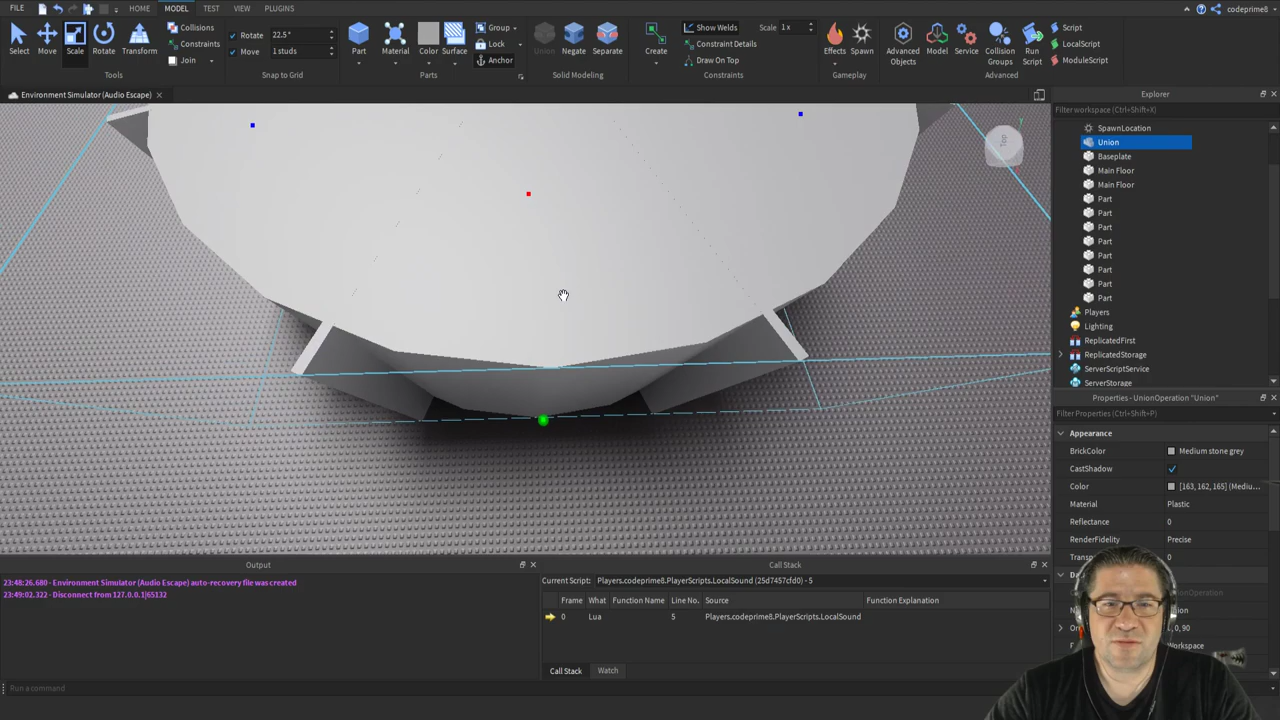 FILE
HOME
MODEL
TEST
VIEW
PLUGINS
codeprime8
Select
Move
Scale
Rotate
Transform
Collisions
Constraints
Join
Tools
Rotate 22.5°
Move 1 studs
Snap to Grid
Part
Material
Color
Surface
Group
Lock
Anchor
Parts
Union
Negate
Separate
Solid Modeling
Create
Show Welds
Constraint Details
Draw On Top
Scale 1x
Constraints
Effects
Spawn
Gameplay
Advanced Objects
Model
Service
Collision Groups
Run Script
Script
LocalScript
ModuleScript
Advanced
Environment Simulator (Audio Escape)
Top
Y
Explorer
Filter workspace (Ctrl+Shift+X)
SpawnLocation
Union
Baseplate
Main Floor
Main Floor
Part
Part
Part
Part
Part
Part
Part
Part
Players
Lighting
ReplicatedFirst
ReplicatedStorage
ServerScriptService
ServerStorage
Properties - UnionOperation "Union"
Filter Properties (Ctrl+Shift+P)
Appearance
BrickColor Medium stone grey
CastShadow
Color [163, 162, 165] (Mediu...
Material Plastic
Reflectance 0
RenderFidelity Precise
0
0, 90
Output
23:48:26.680 - Environment Simulator (Audio Escape) auto-recovery file was created
23:49:02.322 - Disconnect from 127.0.0.1|65132
Call Stack
Current Script: Players.codeprime8.PlayerScripts.LocalSound (25d7457cfd0) - 5
Frame What Function Name Line No. Source Function Explanation
0 Lua 5 Players.codeprime8.PlayerScripts.LocalSound
Call Stack
Watch
Run a command